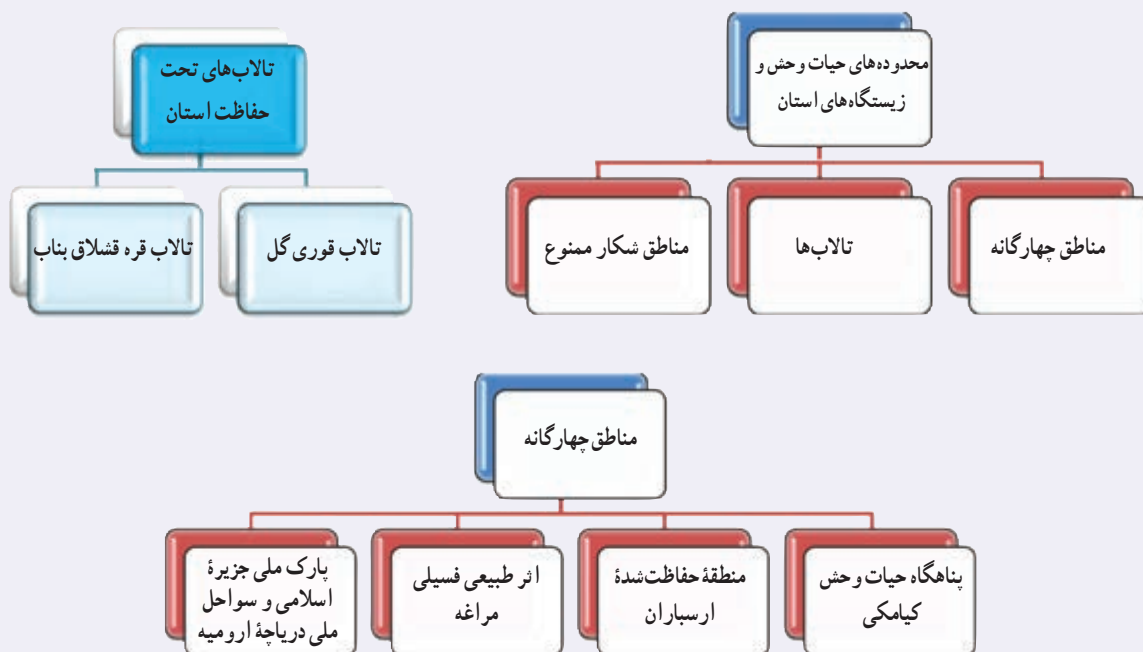 محدوده‌های حیات وحش و
زیستگاه‌های استان
مناطق چهارگانه
تالاب‌ها
مناطق شکار ممنوع
تالاب‌های تحت
حفاظت استان
تالاب قوری گل
تالاب قره قشلاق بناب
مناطق چهارگانه
پناهگاه حیات وحش
کیامکی
منطقهٔ حفاظت‌شدهٔ
ارسباران
اثر طبیعی فسیلی
مراغه
پارک ملی جزیرهٔ
اسلامی و سواحل
ملی دریاچهٔ ارومیه